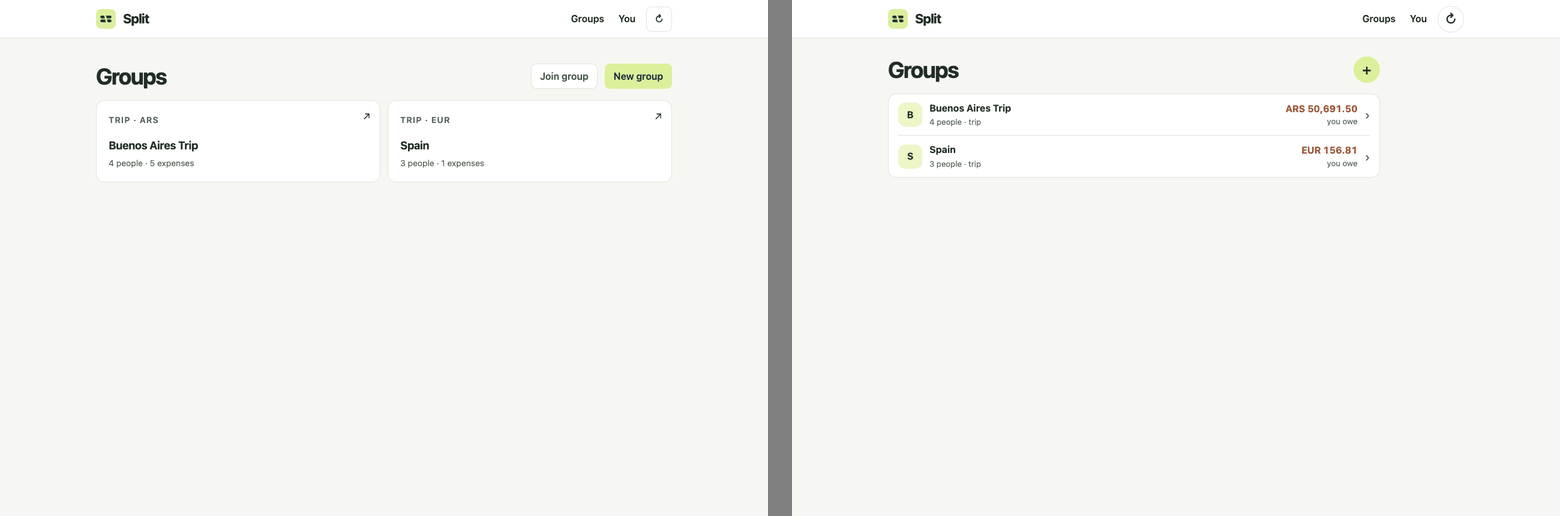 Split
Groups You
Groups
Join group New group
TRIP · ARS
Buenos Aires Trip
4 people · 5 expenses
TRIP · EUR
Spain
3 people · 1 expenses
Split
Groups You
Groups
+
B
Buenos Aires Trip
4 people · trip
ARS 50,691.50
you owe
S
Spain
3 people · trip
EUR 156.81
you owe